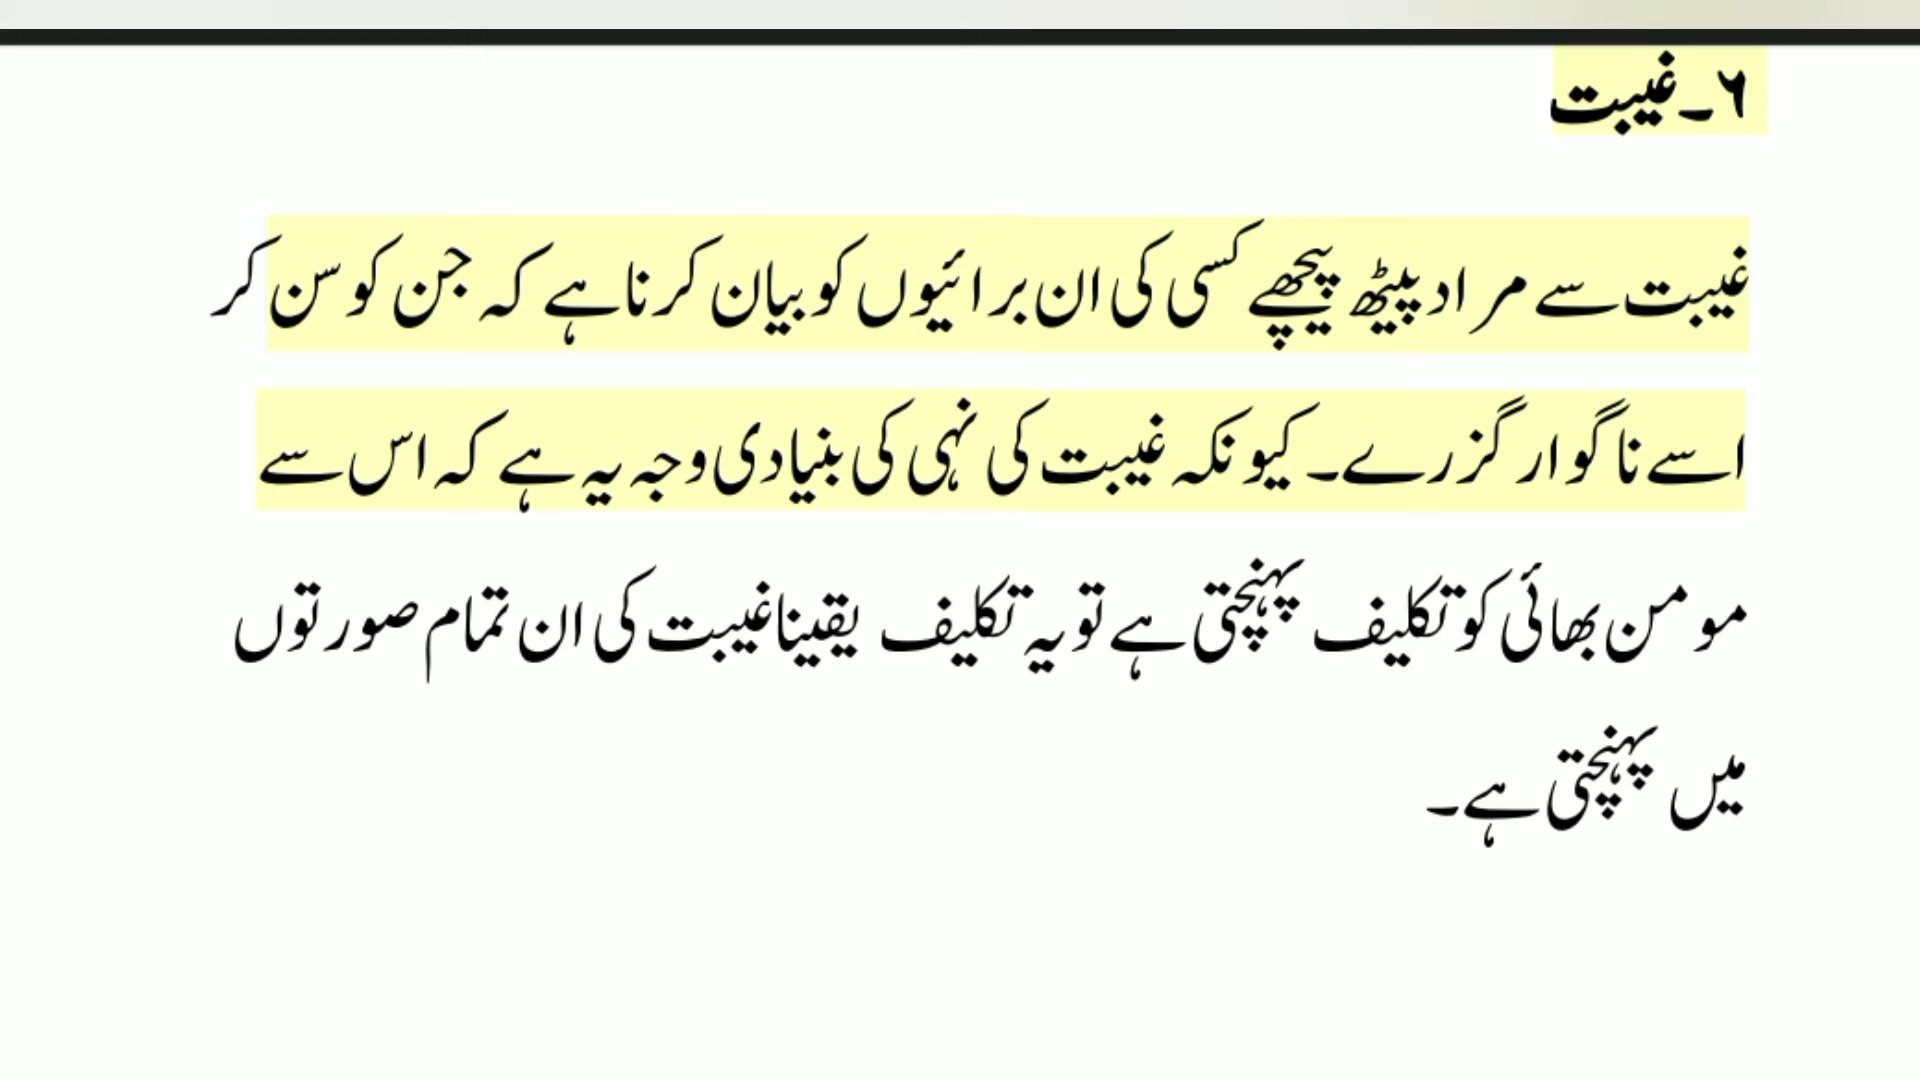 ۶۔غیبت
غیبت سے مراد پیٹھ پیچھے کسی کی ان برائیوں کو بیان کرنا ہے کہ جن کو سن کر
اسے ناگوار گزرے۔ کیونکہ غیبت کی نہی کی بنیادی وجہ یہ ہے کہ اس سے
مومن بھائی کو تکلیف پہنچتی ہے تو یہ تکلیف یقینا غیبت کی ان تمام صورتوں
میں پہنچتی ہے۔